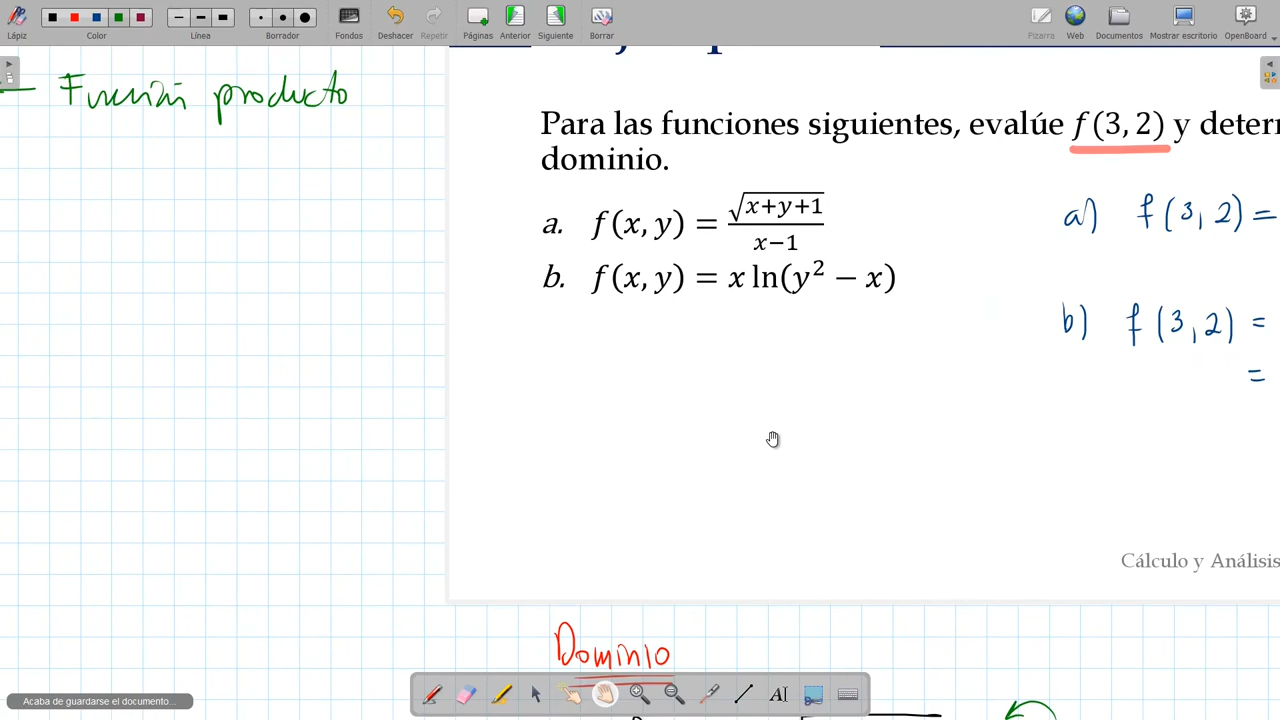 Lápiz
Color
Línea
Borrador
Fondos
Deshacer
Repetir
Páginas
Anterior
Siguiente
Borrar
Pizarra
Web
Documentos
Mostrar escritorio
OpenBoard
Función producto
Para las funciones siguientes, evalúe f(3, 2) y deter
dominio.
a. f(x, y) = √(x+y+1) / (x−1)
b. f(x, y) = x ln(y² − x)
a) f(3, 2) =
b) f(3, 2) =
=
Cálculo y Análisis
Dominio
Acaba de guardarse el documento...